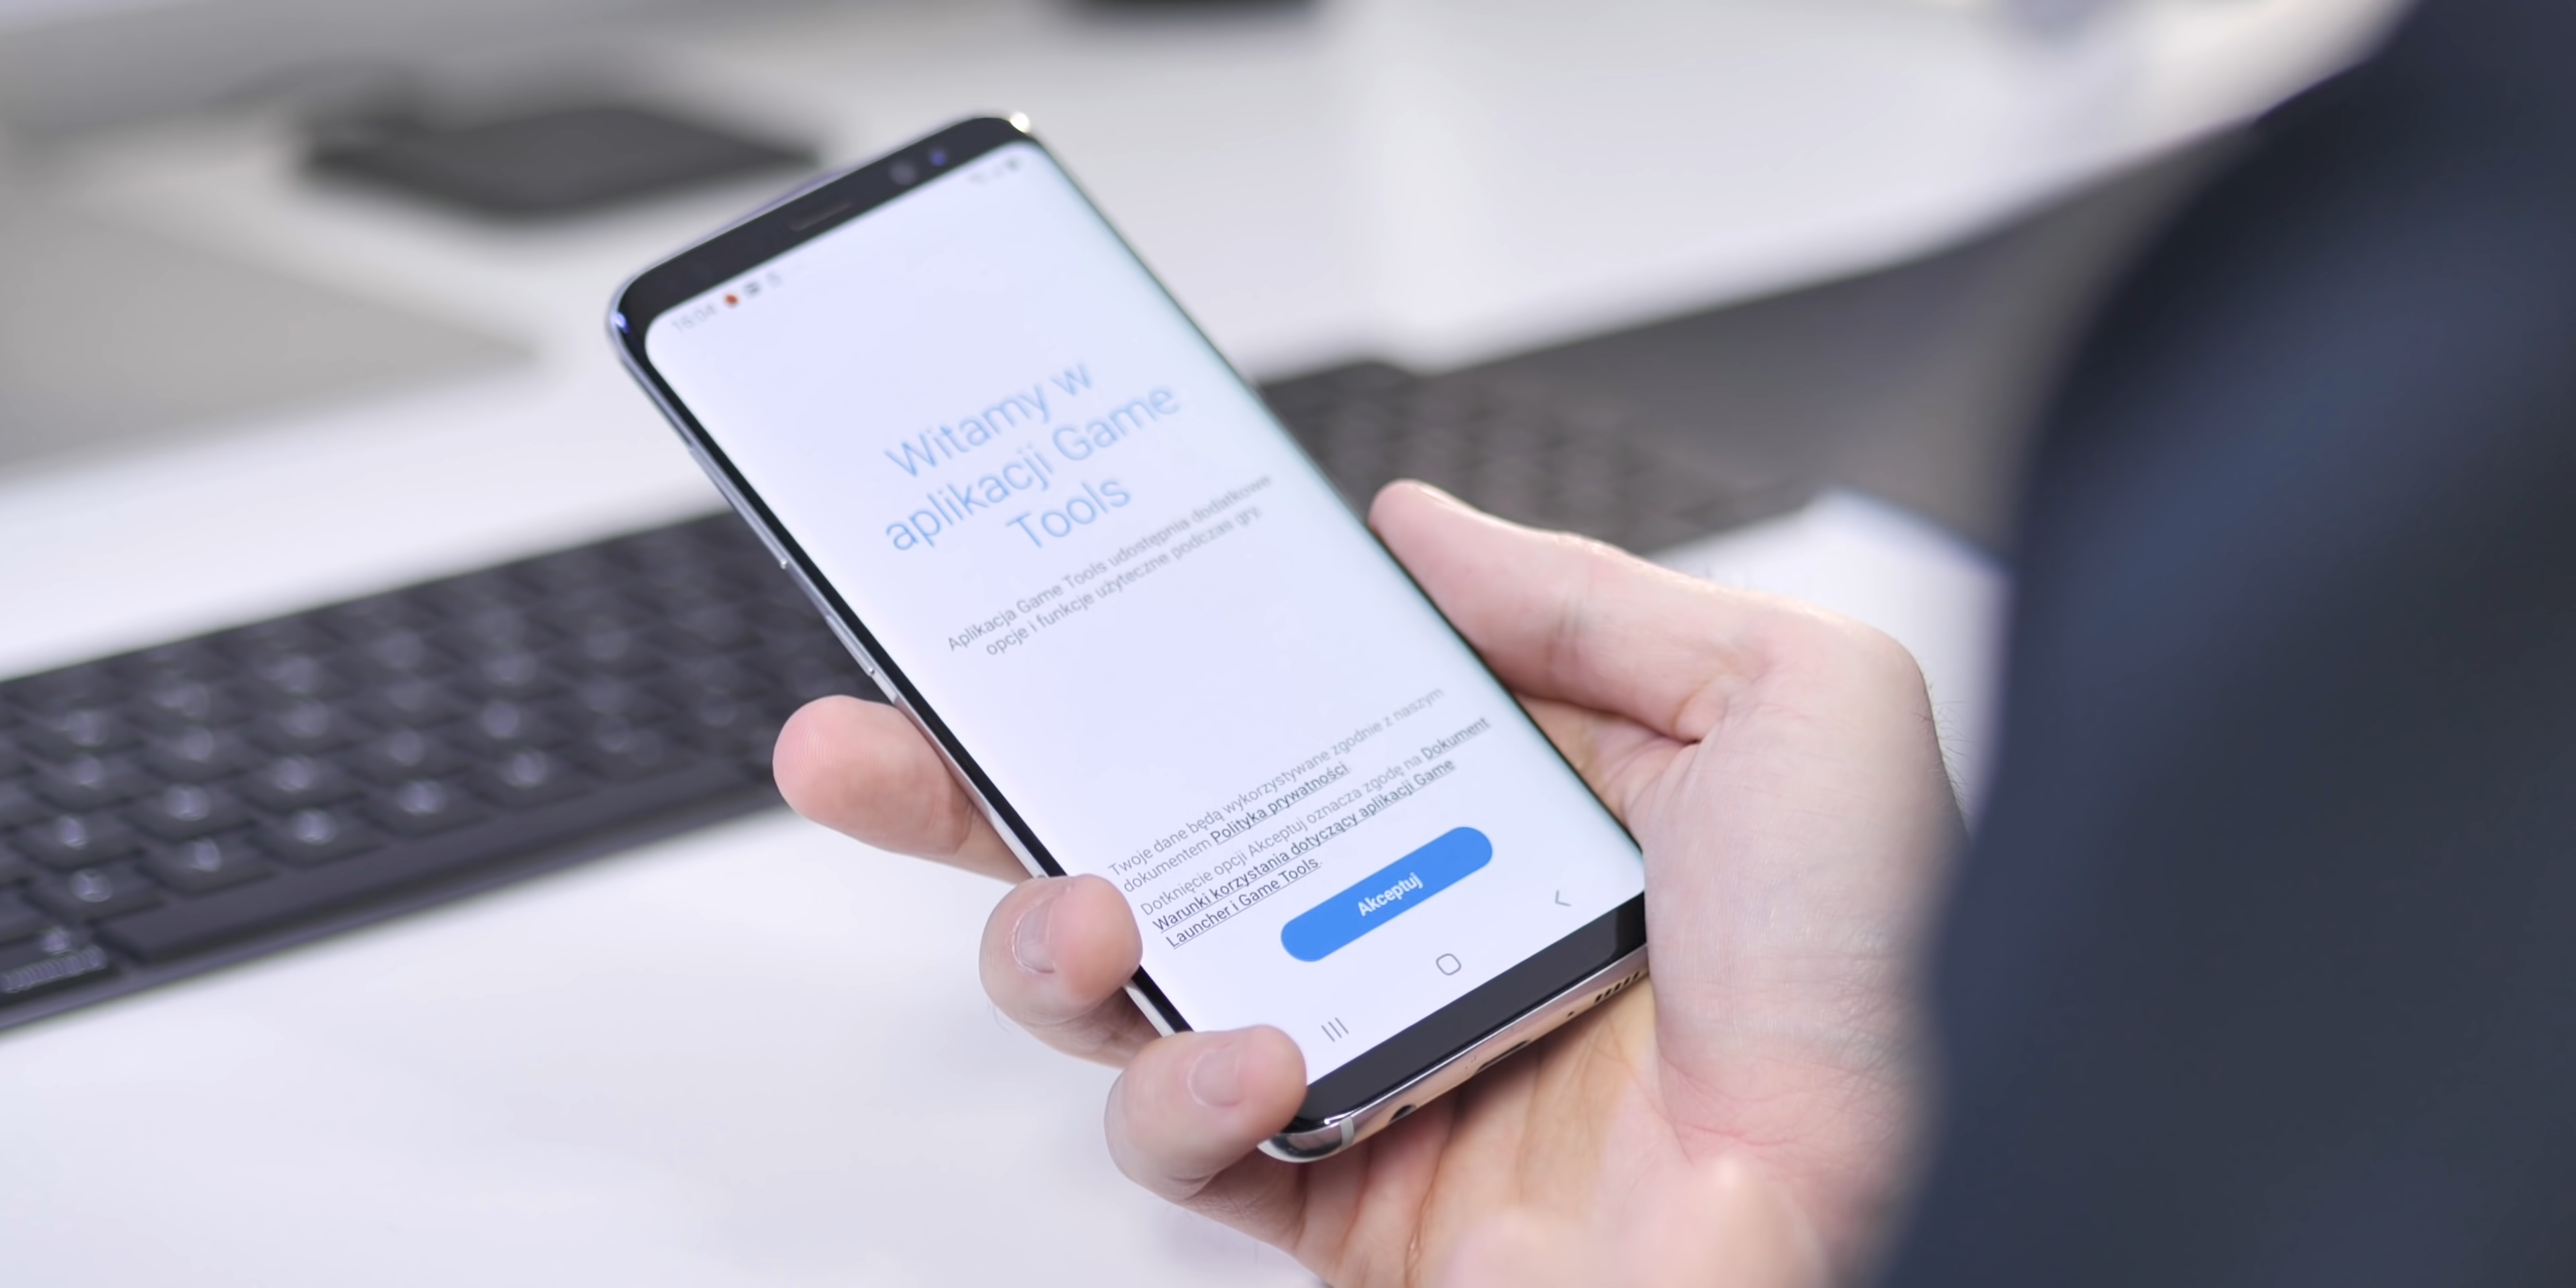 16:04
Witamy w
aplikacji Game
Tools
Aplikacja Game Tools udostępnia dodatkowe
opcje i funkcje użyteczne podczas gry.
Twoje dane będą wykorzystywane zgodnie z naszym
dokumentem Polityka prywatności.
Dotknięcie opcji Akceptuj oznacza zgodę na Dokument
Warunki korzystania dotyczący aplikacji Game
Launcher i Game Tools.
Akceptuj